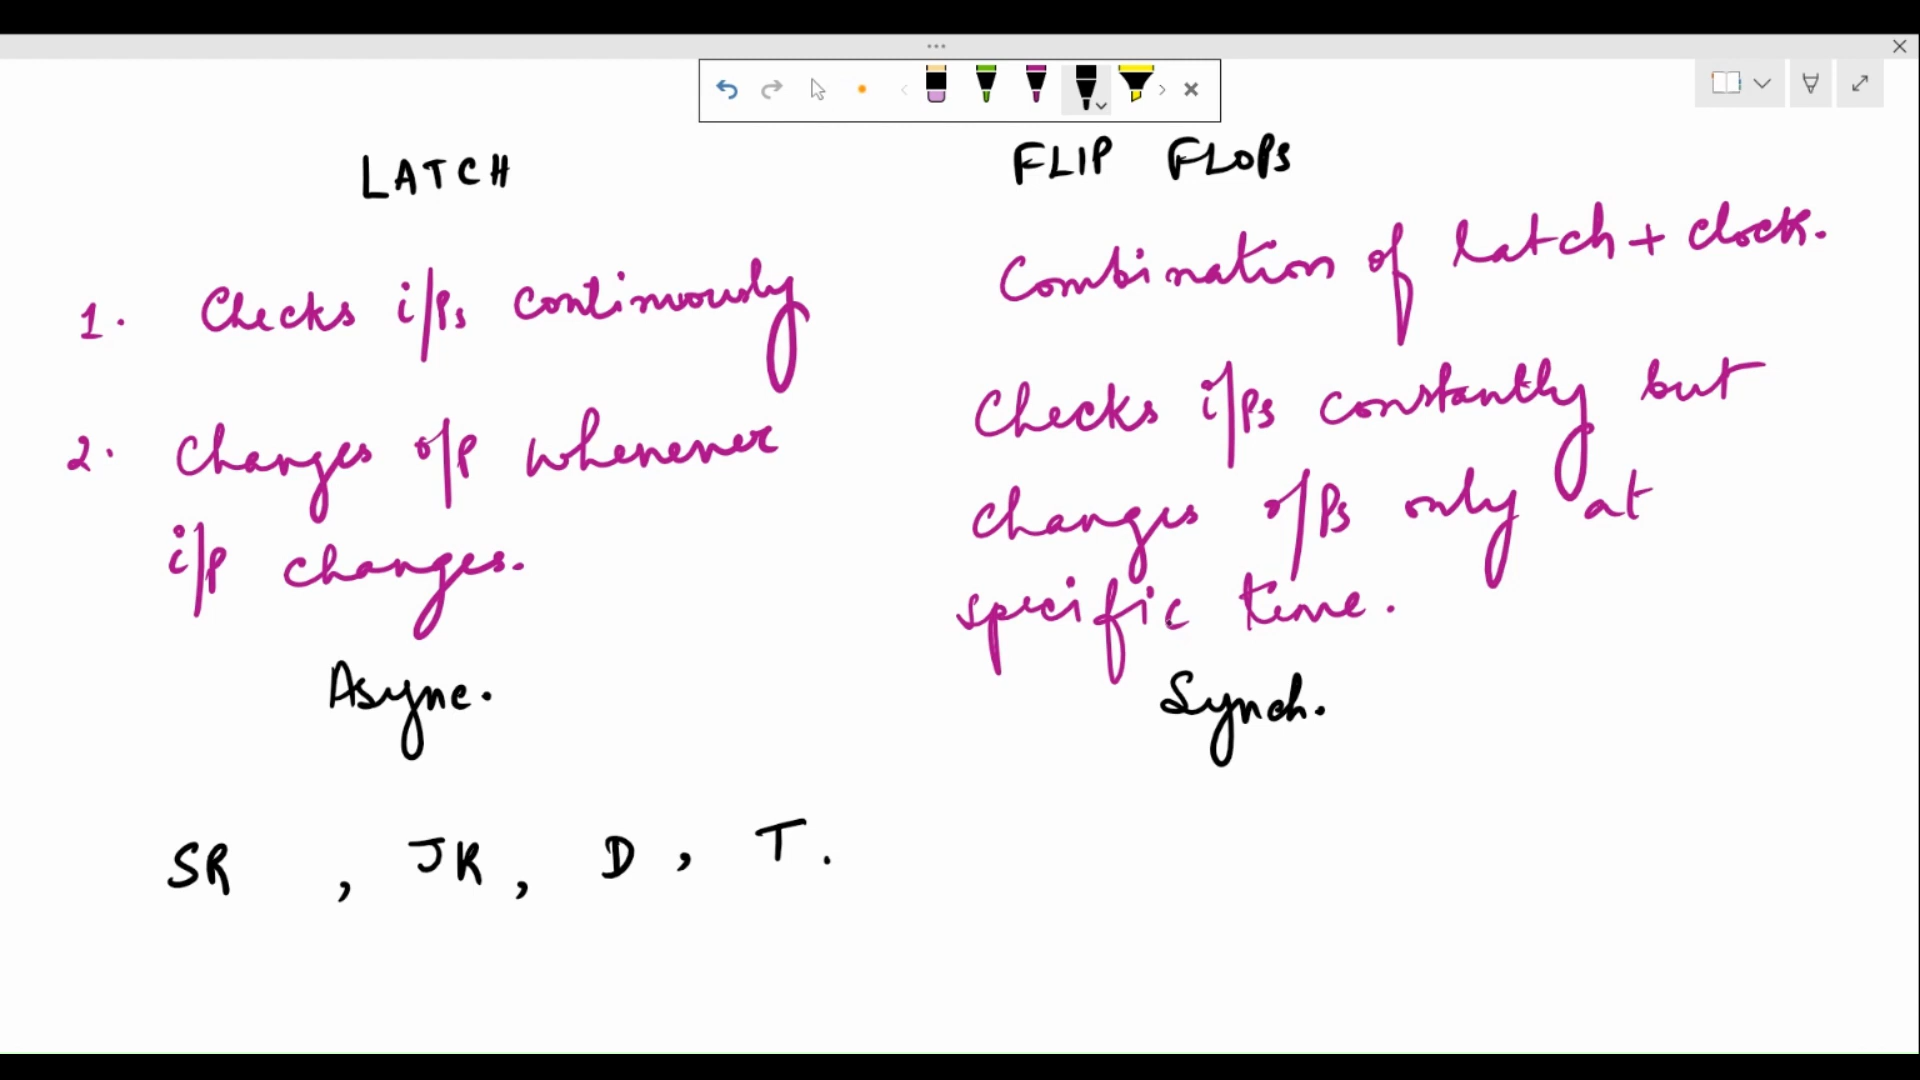 LATCH
1. Checks i/ps continuously
2. Changes o/p whenever
i/p changes.
Async.
FLIP FLOPS
Combination of latch + clock.
Checks i/ps constantly but
changes o/ps only at
specific time.
Synch.
SR , JK , D , T .